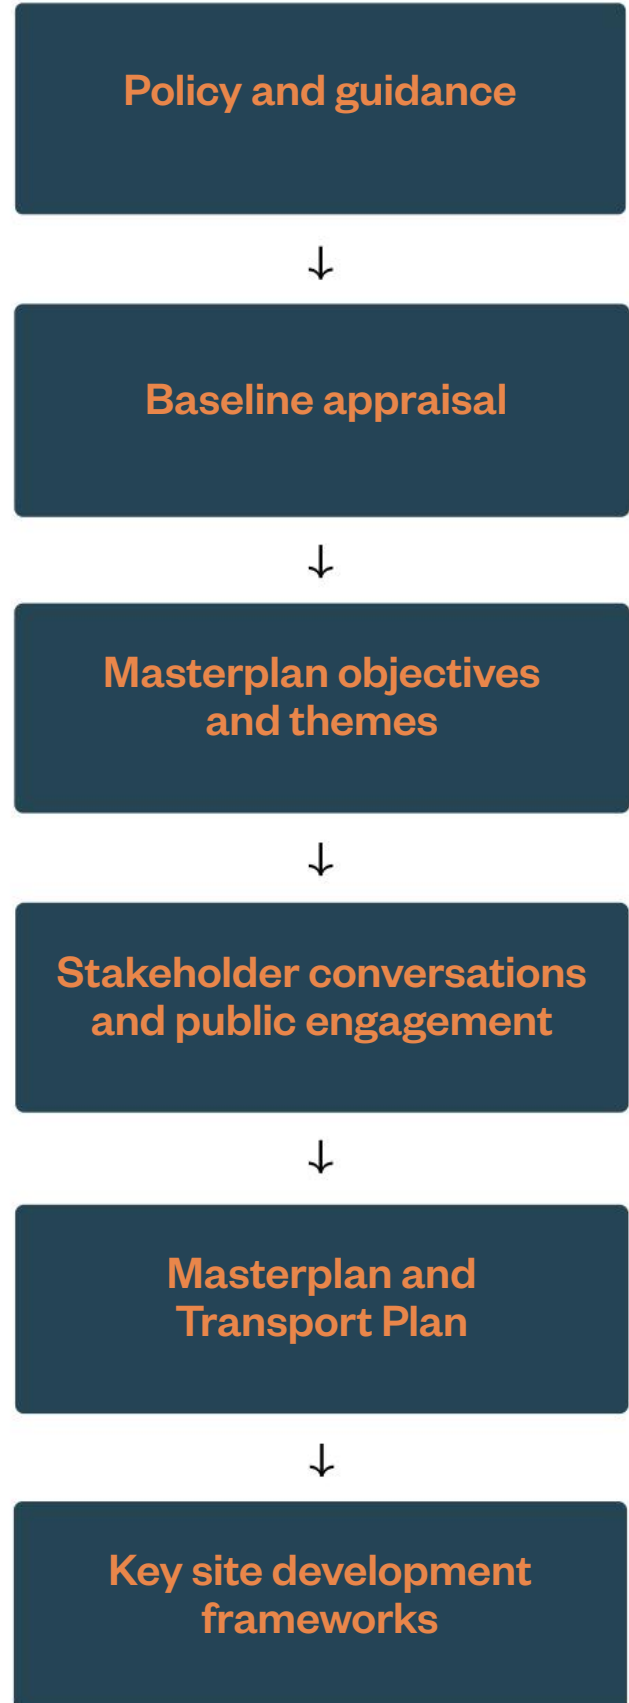 Policy and guidance
↓
Baseline appraisal
↓
Masterplan objectives
and themes
↓
Stakeholder conversations
and public engagement
↓
Masterplan and
Transport Plan
↓
Key site development
frameworks